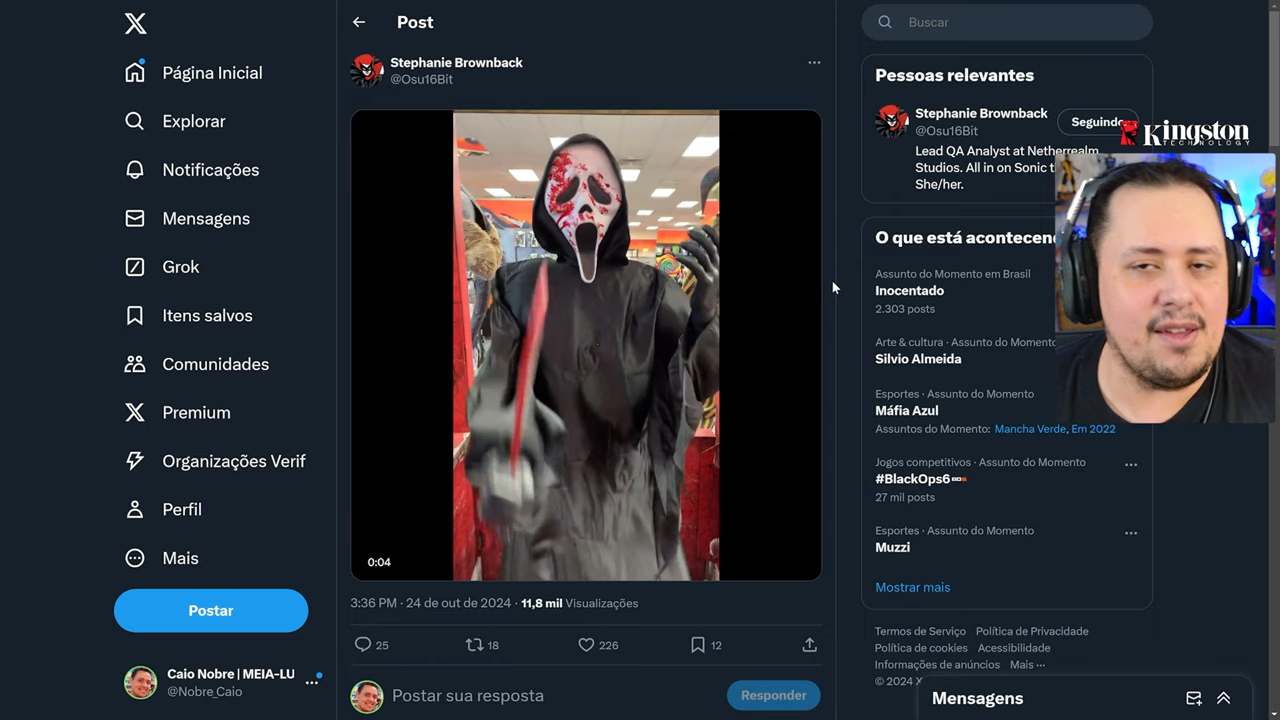 Página Inicial
Explorar
Notificações
Mensagens
Grok
Itens salvos
Comunidades
Premium
Organizações Verif
Perfil
Mais
Postar
Caio Nobre | MEIA-LU
@Nobre_Caio
Post
Stephanie Brownback
@Osu16Bit
0:04
3:36 PM · 24 de out de 2024 · 11,8 mil Visualizações
25
18
226
12
Postar sua resposta
Responder
Buscar
Pessoas relevantes
Stephanie Brownback
@Osu16Bit
Seguindo
Lead QA Analyst at Netherrealm
Studios. All in on Sonic t
She/her.
Kingston
TECHNOLOGY
O que está acontecen
Assunto do Momento em Brasil
Inocentado
2.303 posts
Arte & cultura · Assunto do Momento
Silvio Almeida
Esportes · Assunto do Momento
Máfia Azul
Assuntos do Momento: Mancha Verde, Em 2022
Jogos competitivos · Assunto do Momento
#BlackOps6
27 mil posts
Esportes · Assunto do Momento
Muzzi
Mostrar mais
Termos de Serviço Política de Privacidade
Política de cookies Acessibilidade
Informações de anúncios Mais ···
© 2024 X
Mensagens